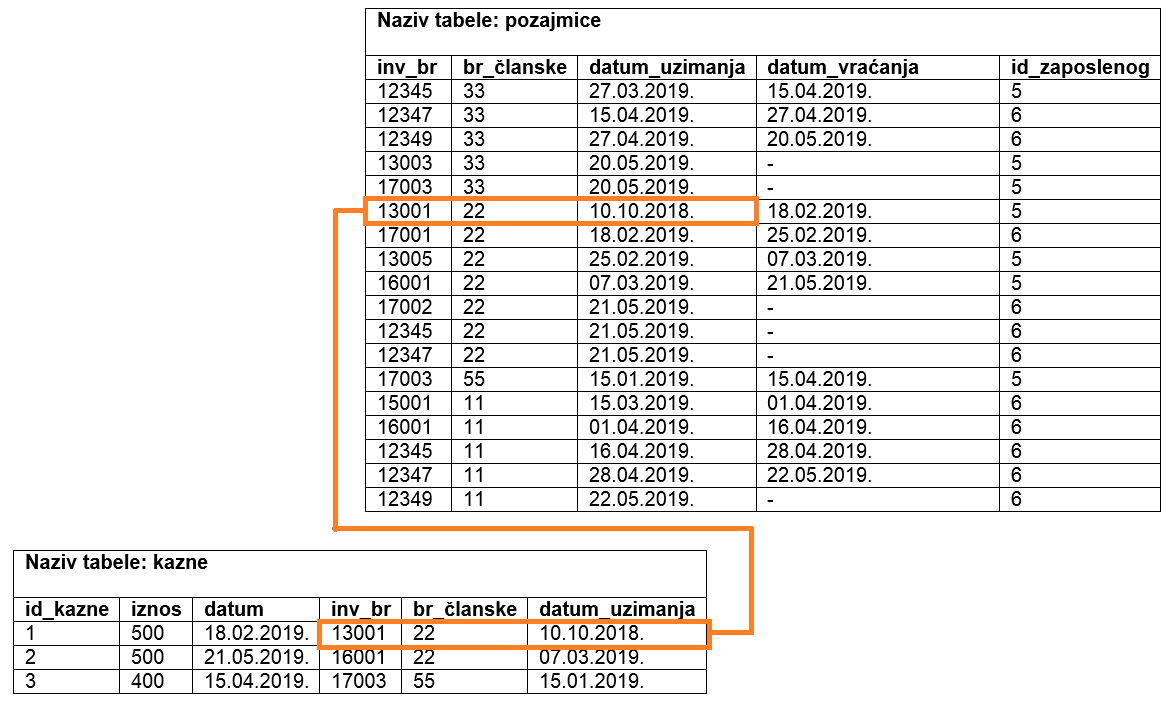 Naziv tabele: pozajmice
inv_br br_članske datum_uzimanja datum_vraćanja id_zaposlenog
12345 33 27.03.2019. 15.04.2019. 5
12347 33 15.04.2019. 27.04.2019. 6
12349 33 27.04.2019. 20.05.2019. 6
13003 33 20.05.2019. - 5
17003 33 20.05.2019. - 5
13001 22 10.10.2018. 18.02.2019. 5
17001 22 18.02.2019. 25.02.2019. 6
13005 22 25.02.2019. 07.03.2019. 5
16001 22 07.03.2019. 21.05.2019. 5
17002 22 21.05.2019. - 6
12345 22 21.05.2019. - 6
12347 22 21.05.2019. - 6
17003 55 15.01.2019. 15.04.2019. 5
15001 11 15.03.2019. 01.04.2019. 6
16001 11 01.04.2019. 16.04.2019. 6
12345 11 16.04.2019. 28.04.2019. 6
12347 11 28.04.2019. 22.05.2019. 6
12349 11 22.05.2019. - 6
Naziv tabele: kazne
id_kazne iznos datum inv_br br_članske datum_uzimanja
1 500 18.02.2019. 13001 22 10.10.2018.
2 500 21.05.2019. 16001 22 07.03.2019.
3 400 15.04.2019. 17003 55 15.01.2019.